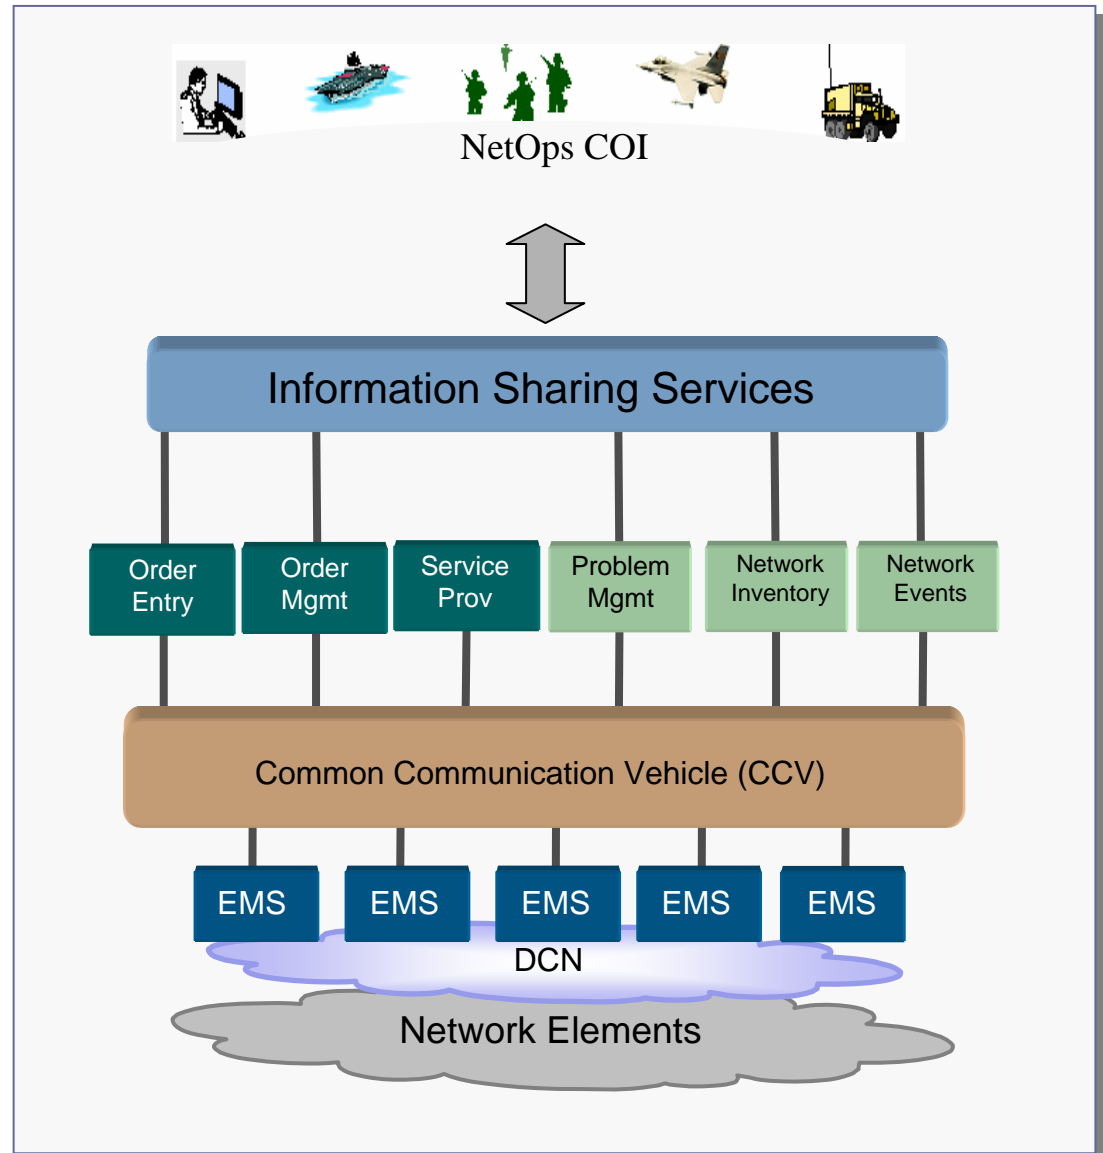 NetOps COI
Information Sharing Services
Order
Entry
Order
Mgmt
Service
Prov
Problem
Mgmt
Network
Inventory
Network
Events
Common Communication Vehicle (CCV)
EMS
EMS
EMS
EMS
EMS
DCN
Network Elements